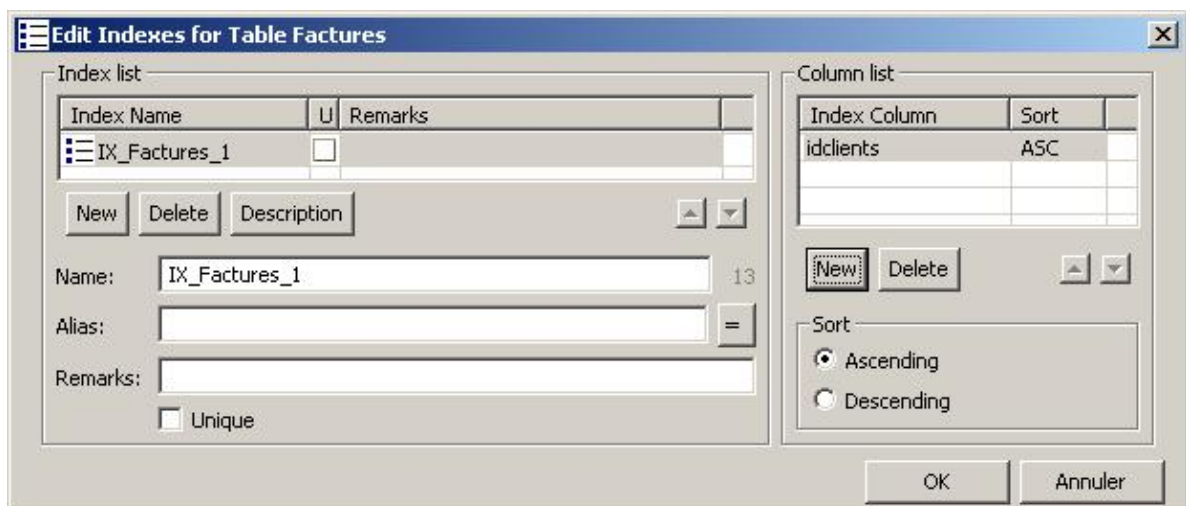 Edit Indexes for Table Factures
Index list
Index Name U Remarks
IX_Factures_1
New Delete Description
Name: IX_Factures_1 13
Alias: =
Remarks:
Unique
Column list
Index Column Sort
idclients ASC
New Delete
Sort
Ascending
Descending
OK Annuler